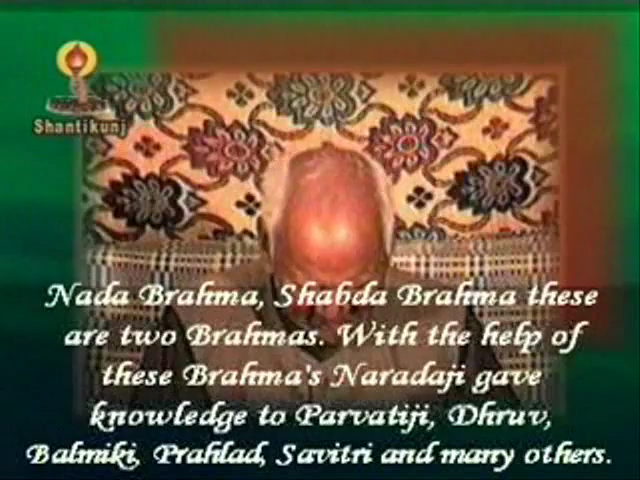 Shantikunj
Nada Brahma, Shabda Brahma these
are two Brahmas. With the help of
these Brahma's Naradaji gave
knowledge to Parvatiji, Dhruv,
Balmiki, Prahlad, Savitri and many others.